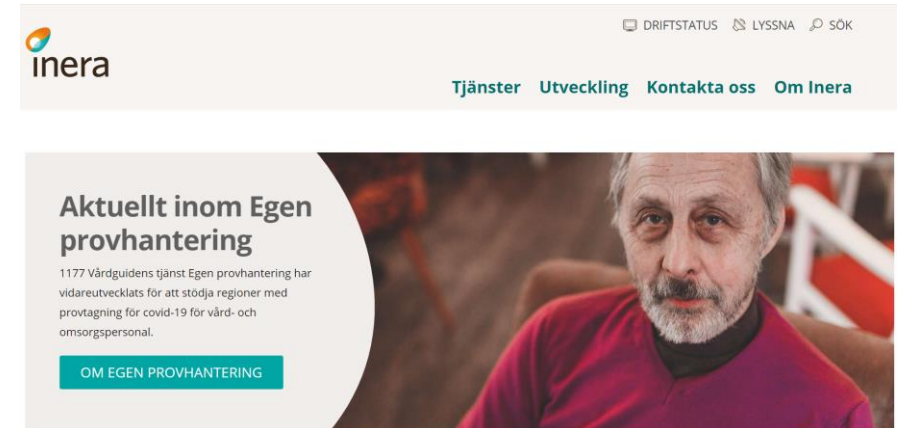 DRIFTSTATUS LYSSNA SÖK
inera
Tjänster Utveckling Kontakta oss Om Inera
Aktuellt inom Egen
provhantering
1177 Vårdguidens tjänst Egen provhantering har
vidareutvecklats för att stödja regioner med
provtagning för covid-19 för vård- och
omsorgspersonal.
OM EGEN PROVHANTERING